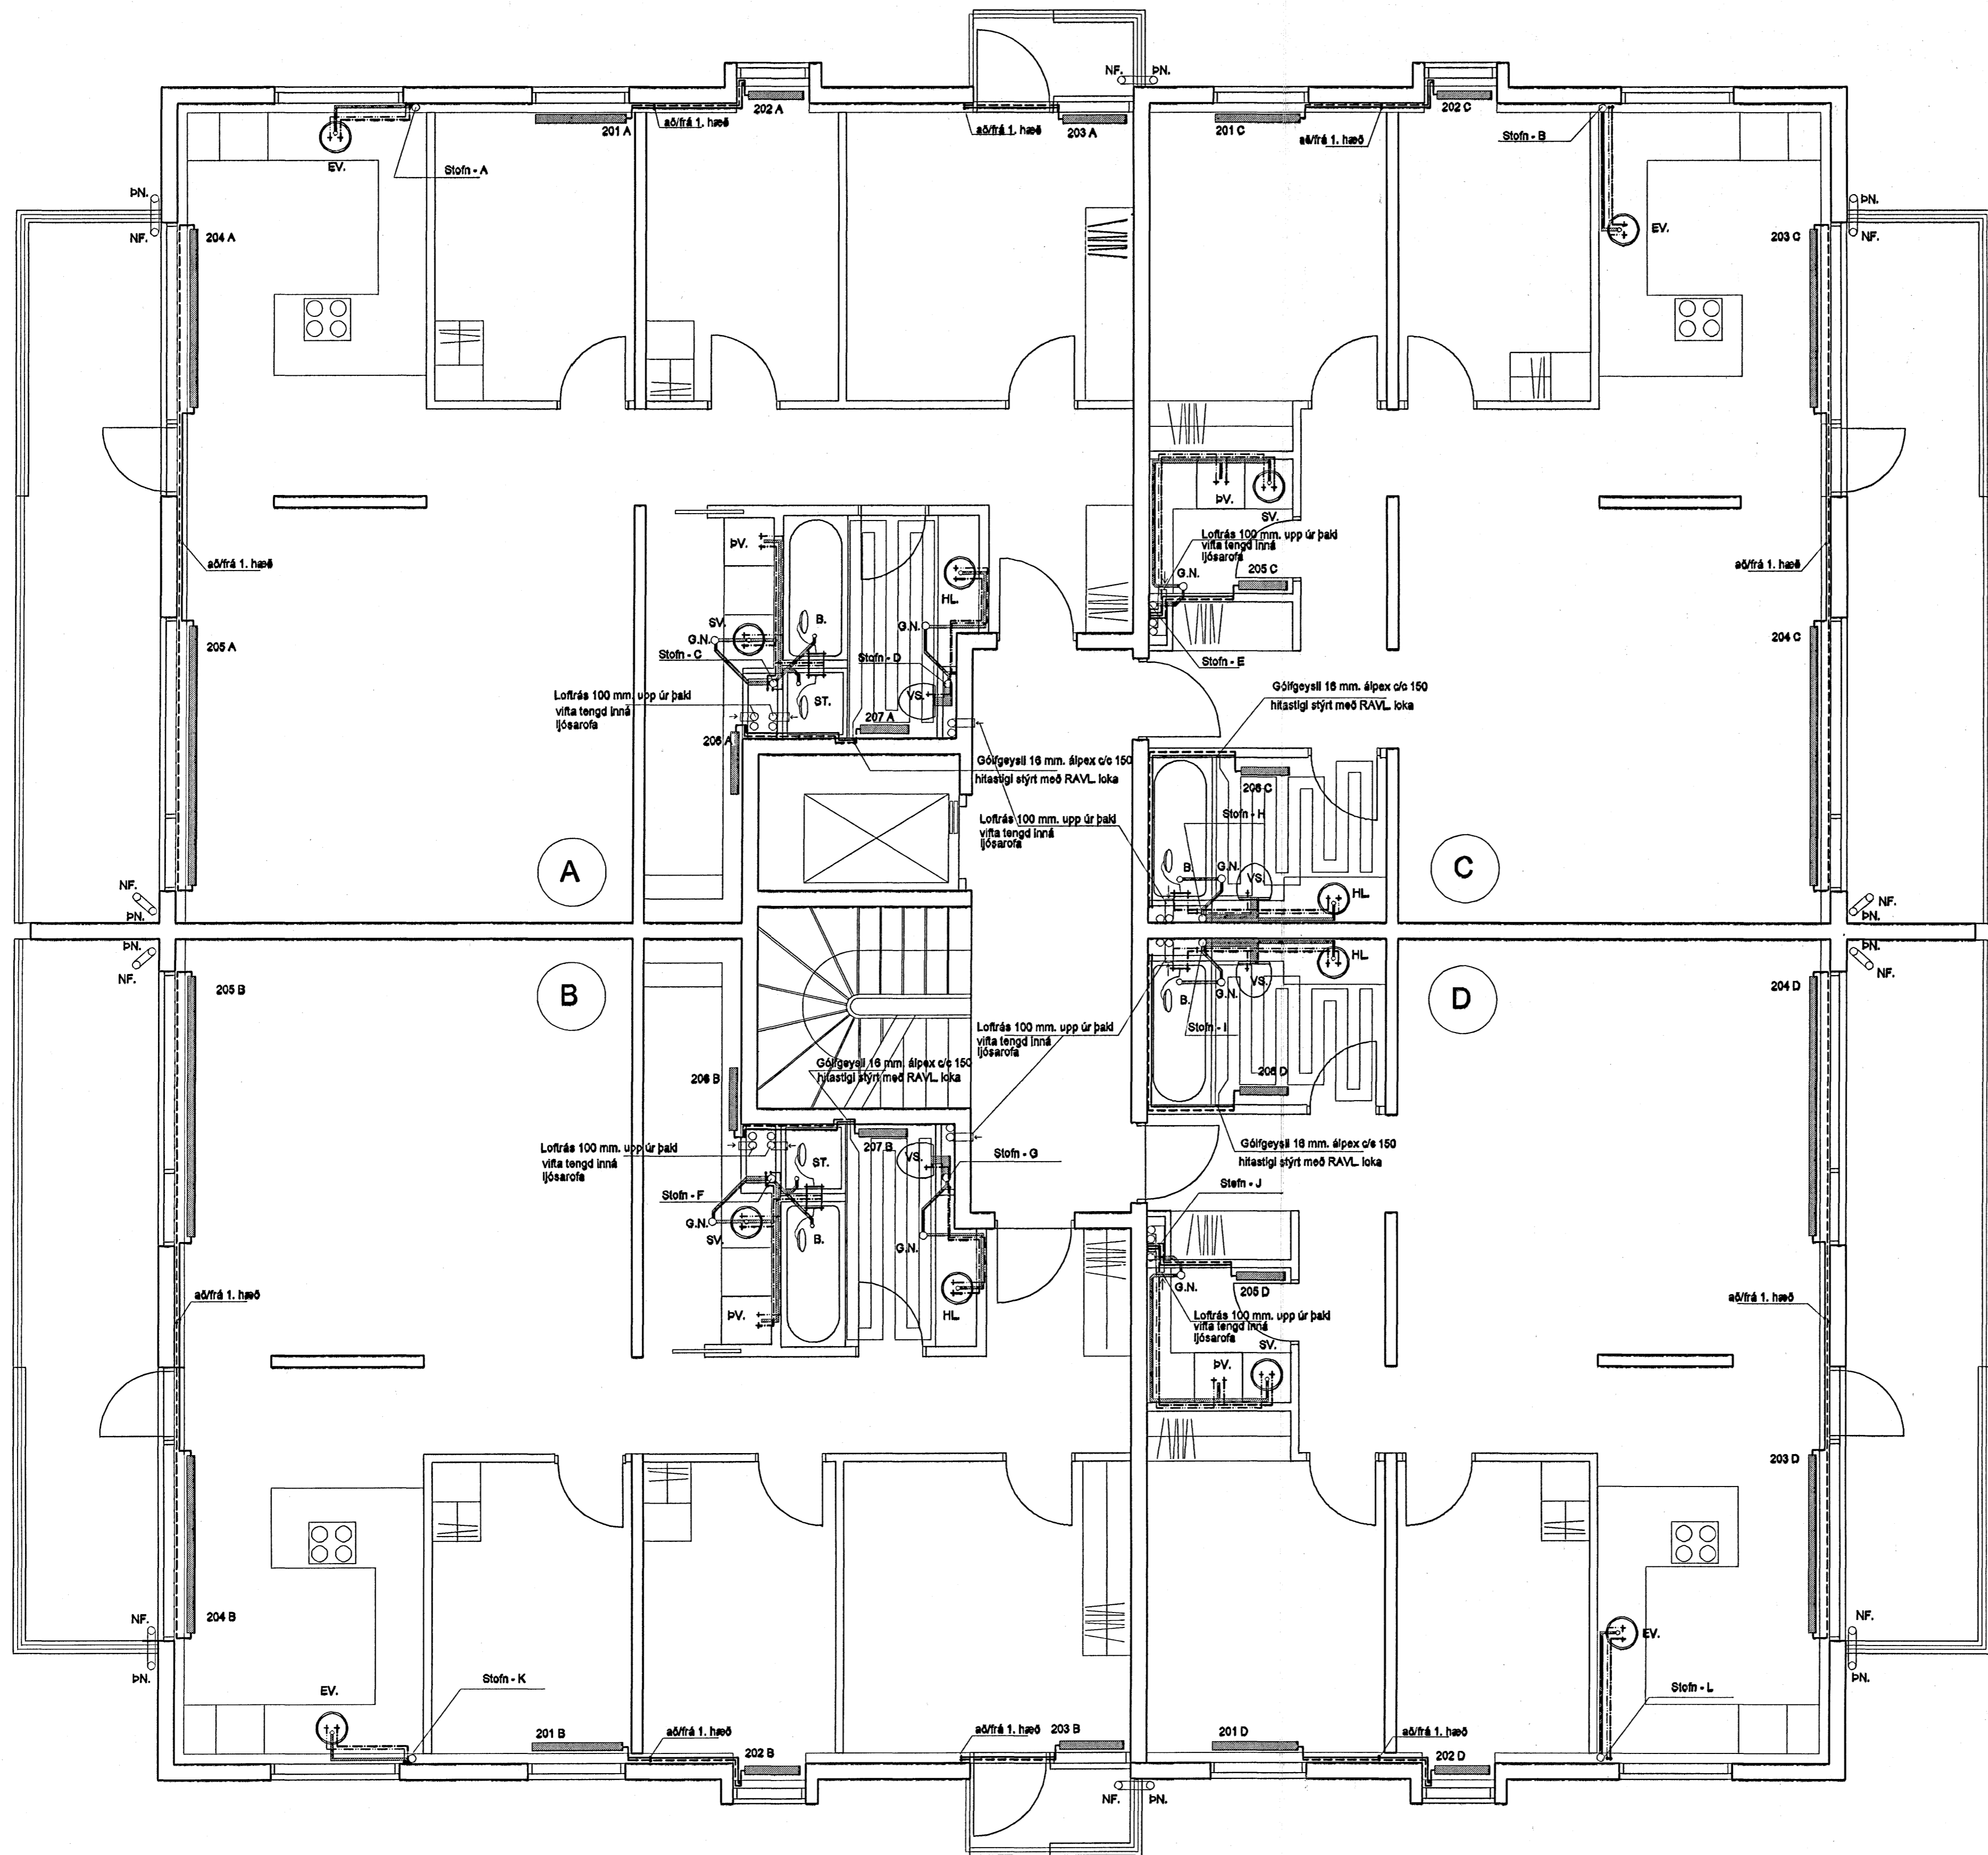 NF. ÞN.
202 A
202 C
201 A
að/frá 1. hæð
að/frá 1. hæð
203 A
201 C
að/frá 1. hæð
Stofn - B
EV.
Stofn - A
ÞN.
NF.
204 A
EV.
203 C
ÞN.
NF.
ÞV.
SV.
Loftrás 100 mm. upp úr þaki
vifta tengd inná
ljósarofa
G.N.
205 C
Stofn - E
að/frá 1. hæð
að/frá 1. hæð
ÞV.
HL.
SV.
B.
G.N.
G.N.
205 A
204 C
Stofn - C
Stofn - D
Loftrás 100 mm. upp úr þaki
vifta tengd inná
ljósarofa
ST.
VS.
207 A
206 A
Gólfgeysli 16 mm. álpex c/c 150
hitastigi stýrt með RAVL loka
Gólfgeysli 16 mm. álpex c/c 150
hitastigi stýrt með RAVL. loka
206 C
Stofn - H
Loftrás 100 mm. upp úr þaki
vifta tengd inná
ljósarofa
A
C
B.
G.N.
VS.
HL.
NF.
ÞN.
NF.
ÞN.
ÞN.
NF.
ÞN.
NF.
HL.
VS.
B.
G.N.
205 B
B
D
204 D
Stofn - I
Loftrás 100 mm. upp úr þaki
vifta tengd inná
ljósarofa
Gólfgeysli 16 mm. álpex c/c 150
hitastigi stýrt með RAVL. loka
206 B
206 D
Loftrás 100 mm. upp úr þaki
vifta tengd inná
ljósarofa
207 B
VS.
ST.
Stofn - G
Gólfgeysli 16 mm. álpex c/c 150
hitastigi stýrt með RAVL. loka
Stofn - F
Stofn - J
G.N.
SV.
B.
G.N.
G.N.
205 D
að/frá 1. hæð
að/frá 1. hæð
ÞV.
HL.
Loftrás 100 mm. upp úr þaki
vifta tengd inná
ljósarofa
SV.
ÞV.
203 D
204 B
NF.
ÞN.
NF.
ÞN.
EV.
EV.
Stofn - K
Stofn - L
201 B
að/frá 1. hæð
202 B
að/frá 1. hæð
203 B
201 D
að/frá 1. hæð
202 D
NF. ÞN.